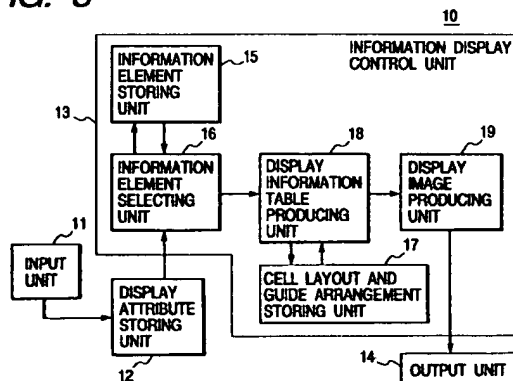 10
INFORMATION DISPLAY
CONTROL UNIT
INFORMATION
ELEMENT
STORING
UNIT
15
13
16
INFORMATION
ELEMENT
SELECTING
UNIT
18
DISPLAY
INFORMATION
TABLE
PRODUCING
UNIT
19
DISPLAY
IMAGE
PRODUCING
UNIT
11
INPUT
UNIT
17
CELL LAYOUT AND
GUIDE ARRANGEMENT
STORING UNIT
DISPLAY
ATTRIBUTE
STORING
UNIT
12
14
OUTPUT UNIT